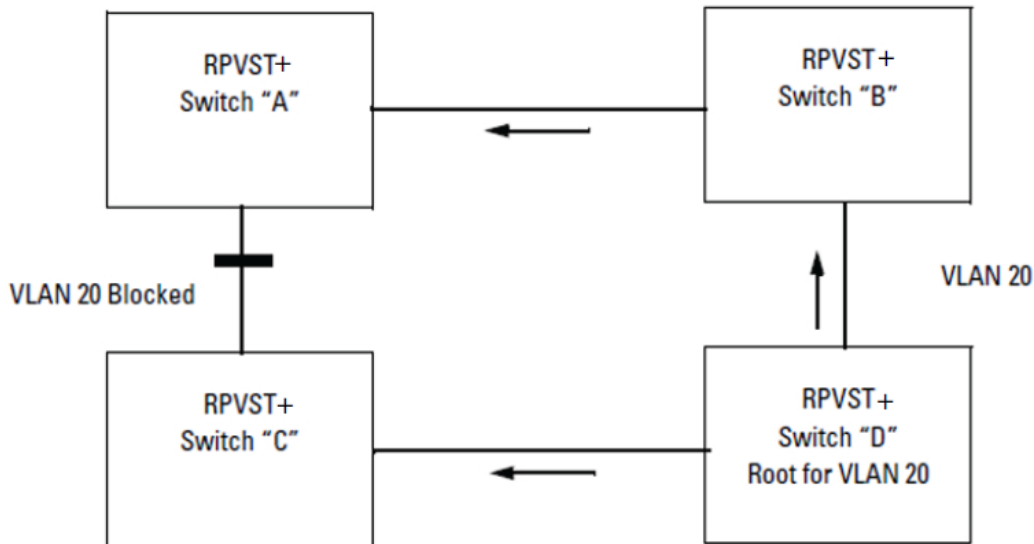 RPVST+
Switch "A"
RPVST+
Switch "B"
VLAN 20 Blocked
VLAN 20
RPVST+
Switch "C"
RPVST+
Switch "D"
Root for VLAN 20